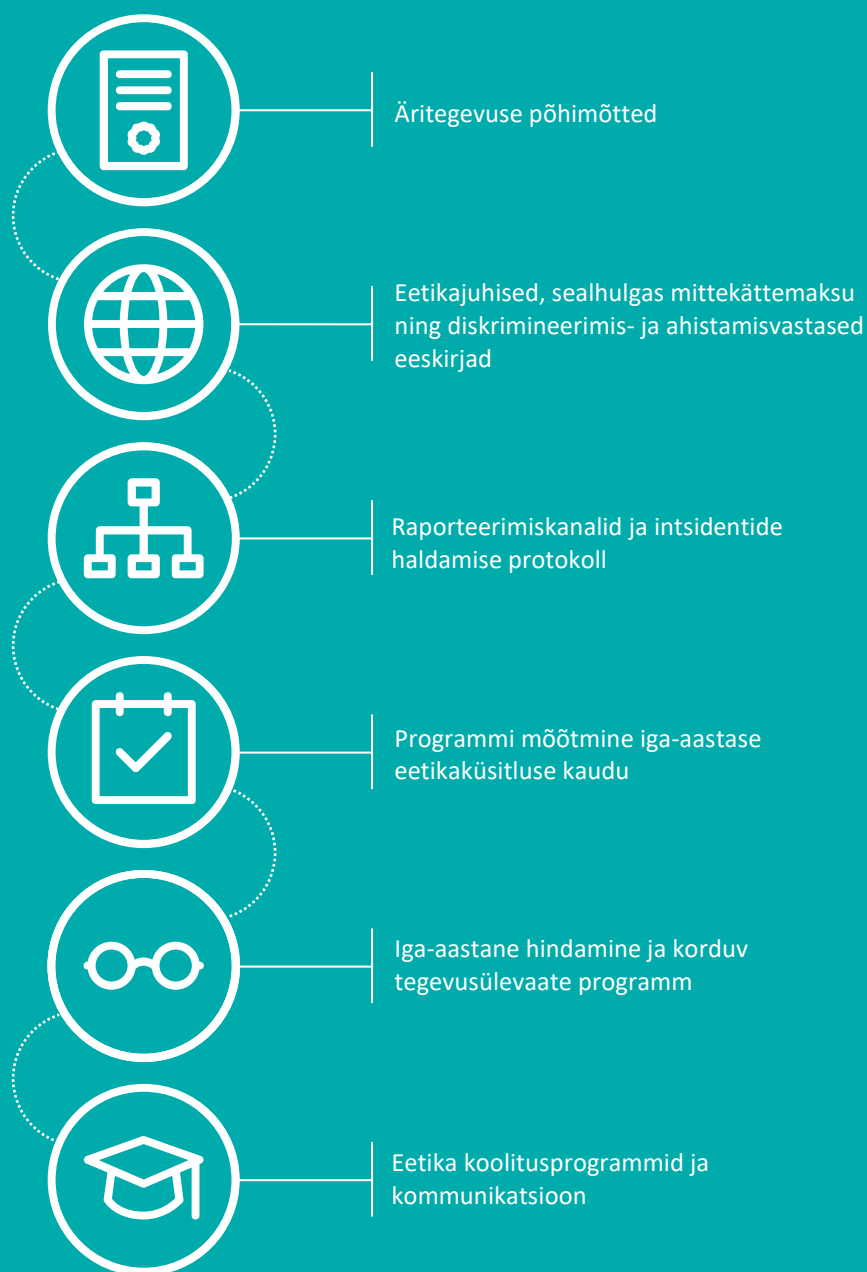 Äritegevuse põhimõtted
Eetikajuhised, sealhulgas mittekättemaksu
ning diskrimineerimis- ja ahistamisvastased
eeskirjad
Raporteerimiskanalid ja intsidentide
haldamise protokoll
Programmi mõõtmine iga-aastase
eetikaküsitluse kaudu
Iga-aastane hindamine ja korduv
tegevusülevaate programm
Eetika koolitusprogrammid ja
kommunikatsioon